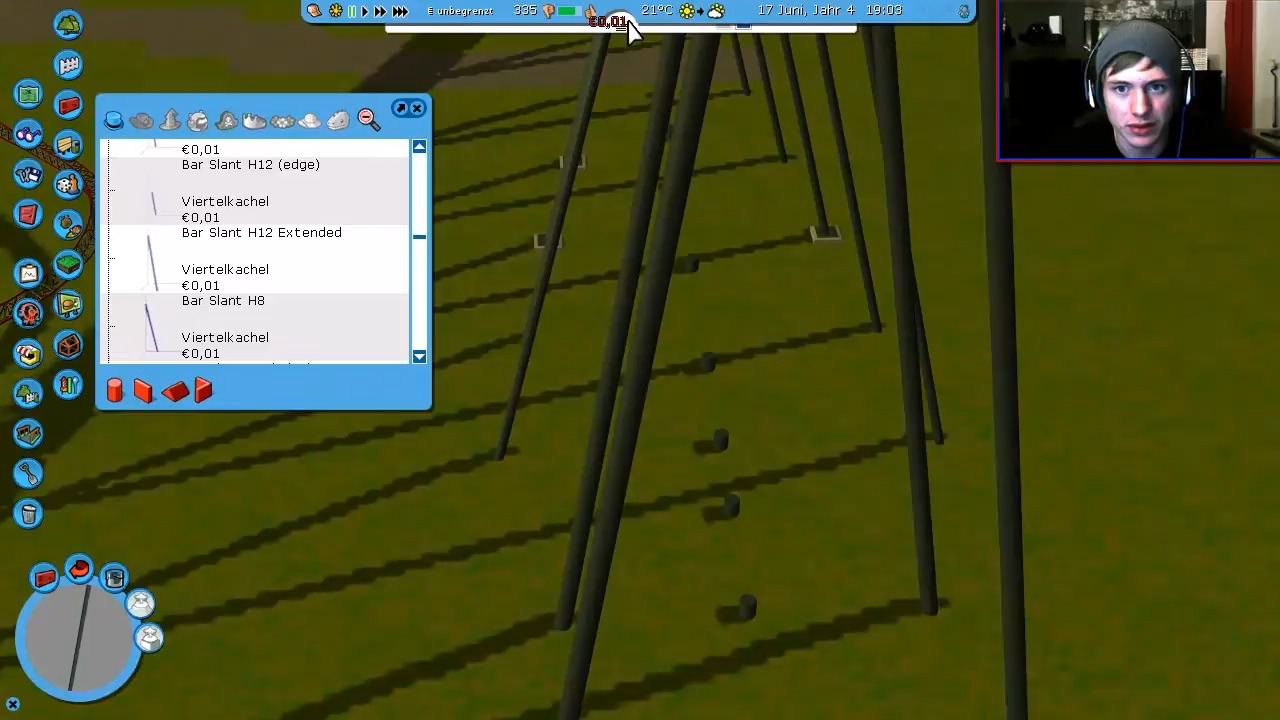 £ unbegrenzt 335 21°C 17 Juni, Jahr 4 19:03
€0,01
€0,01
Bar Slant H12 (edge)
Viertelkachel
€0,01
Bar Slant H12 Extended
Viertelkachel
€0,01
Bar Slant H8
Viertelkachel
€0,01